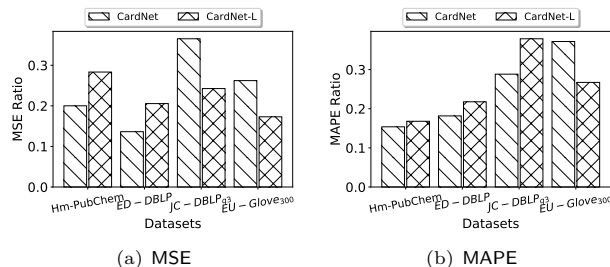 CardNet CardNet-L
MSE Ratio
0.3
0.2
0.1
0.0
Hm-PubChem ED − DBLP JC − DBLPq3 EU − Glove300
Datasets
(a) MSE
CardNet CardNet-L
MAPE Ratio
0.3
0.2
0.1
0.0
Hm-PubChem ED − DBLP JC − DBLPq3 EU − Glove300
Datasets
(b) MAPE